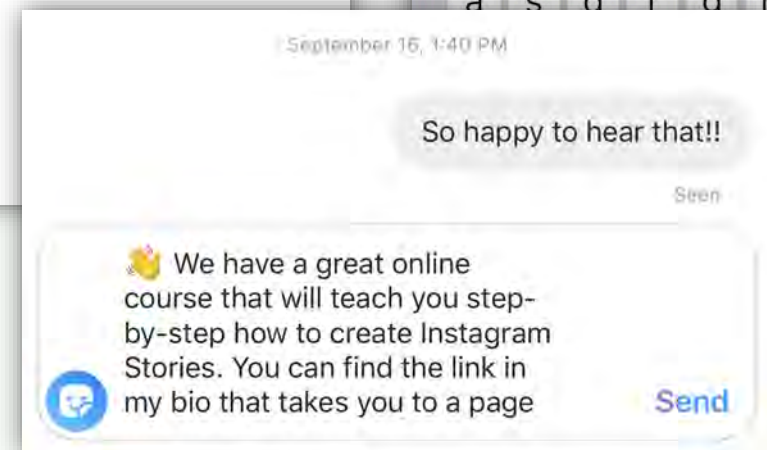 September 16, 1:40 PM
So happy to hear that!!
Seen
👋 We have a great online
course that will teach you step-
by-step how to create Instagram
Stories. You can find the link in
my bio that takes you to a page
Send